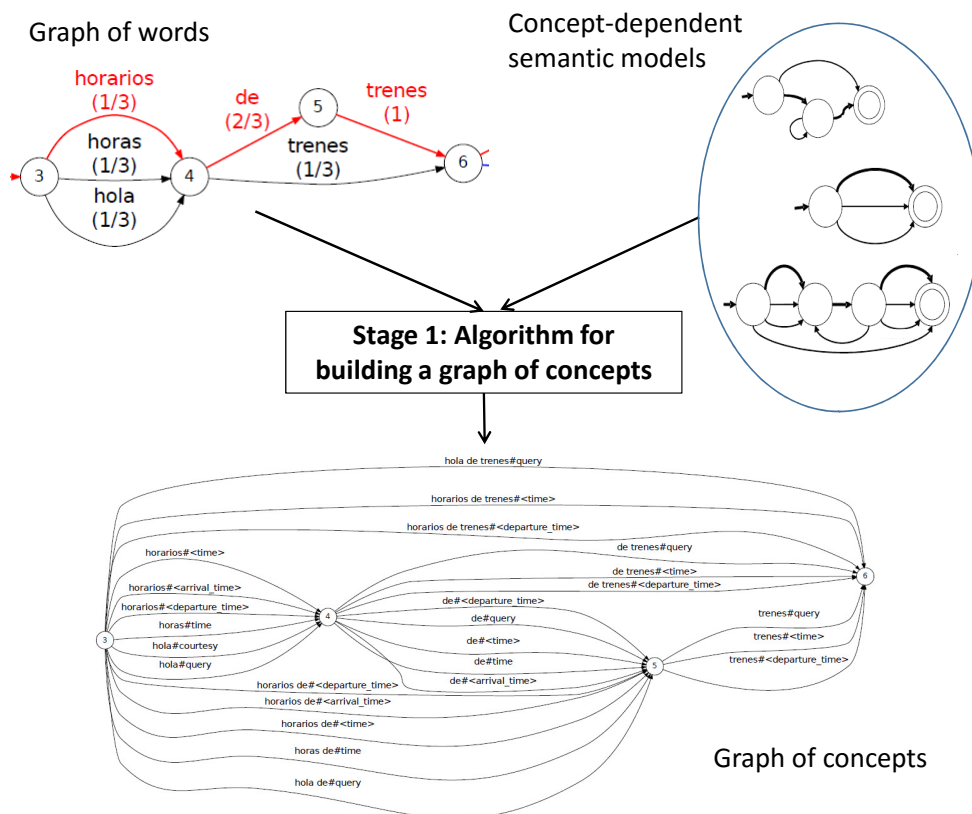 Graph of words
Concept-dependent
semantic models
horarios
(1/3)
de
(2/3)
trenes
(1)
horas
(1/3)
trenes
(1/3)
hola
(1/3)
3
4
5
6
Stage 1: Algorithm for
building a graph of concepts
hola de trenes#query
horarios de trenes#<time>
horarios de trenes#<departure_time>
de trenes#query
horarios#<time>
de trenes#<time>
de trenes#<departure_time>
horarios#<arrival_time>
horarios#<departure_time>
horas#time
hola#courtesy
hola#query
de#<departure_time>
de#query
de#<time>
de#time
de#<arrival_time>
trenes#query
trenes#<time>
trenes#<departure_time>
horarios de#<departure_time>
horarios de#<arrival_time>
horarios de#<time>
horas de#time
hola de#query
3
4
5
6
Graph of concepts